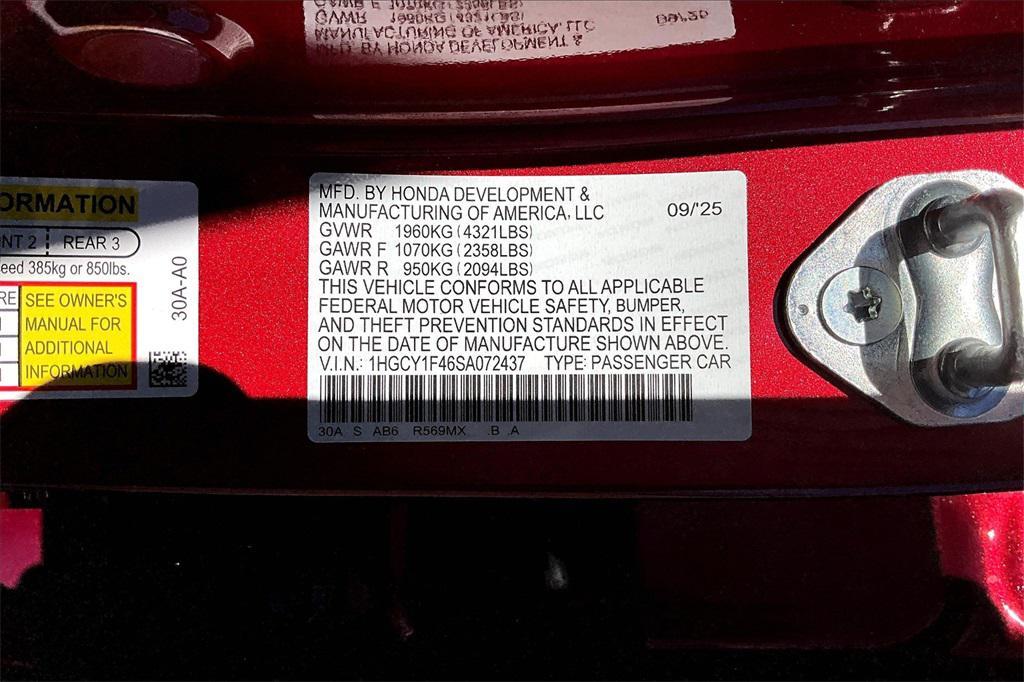 MFD. BY HONDA DEVELOPMENT &
MANUFACTURING OF AMERICA, LLC
09/'25
GVWR 1960KG (4321LBS)
GAWR F 1070KG (2358LBS)
GAWR R 950KG (2094LBS)
THIS VEHICLE CONFORMS TO ALL APPLICABLE
FEDERAL MOTOR VEHICLE SAFETY, BUMPER,
AND THEFT PREVENTION STANDARDS IN EFFECT
ON THE DATE OF MANUFACTURE SHOWN ABOVE.
V.I.N.: 1HGCY1F46SA072437 TYPE: PASSENGER CAR
30A S AB6 R569MX .B .A
ORMATION
NT 2 REAR 3
eed 385kg or 850lbs.
RE
SEE OWNER'S
MANUAL FOR
ADDITIONAL
INFORMATION
30A-A0